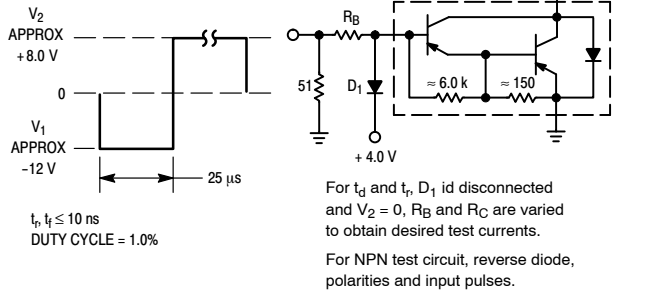 V2
APPROX
+8.0 V
0
V1
APPROX
−12 V
25 μs
tr, tf ≤ 10 ns
DUTY CYCLE = 1.0%
RB
51
D1
≈ 6.0 k
≈ 150
+ 4.0 V
For td and tr, D1 id disconnected
and V2 = 0, RB and RC are varied
to obtain desired test currents.
For NPN test circuit, reverse diode,
polarities and input pulses.